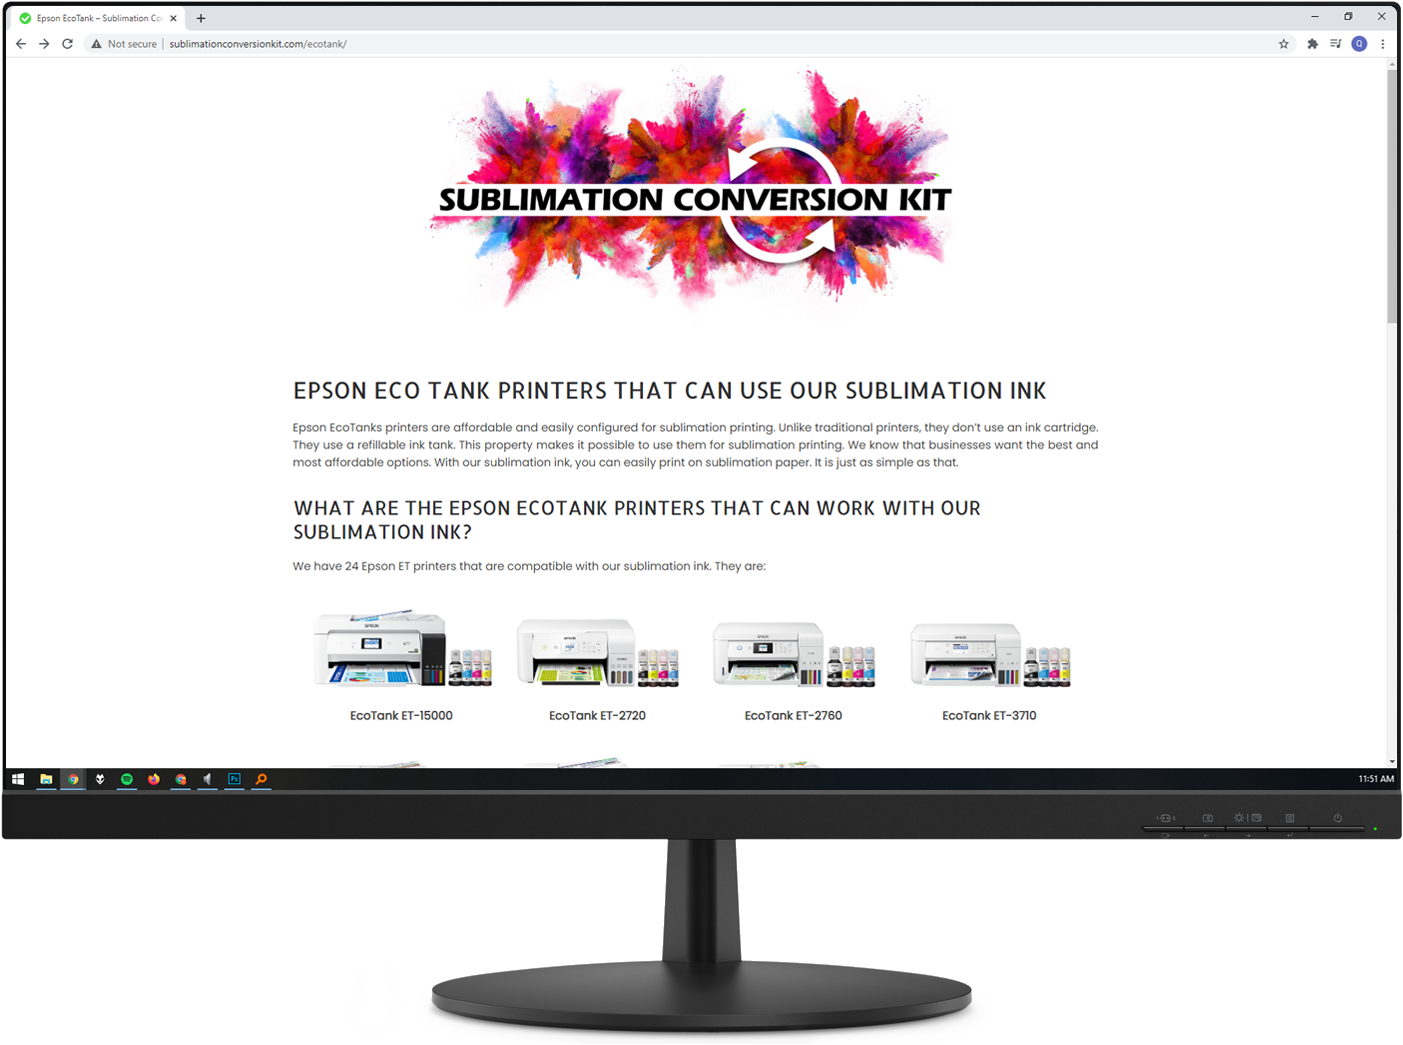 Epson EcoTank – Sublimation Co
Not secure
sublimationconversionkit.com/ecotank/
Q
SUBLIMATION CONVERSION KIT
EPSON ECO TANK PRINTERS THAT CAN USE OUR SUBLIMATION INK
Epson EcoTanks printers are affordable and easily configured for sublimation printing. Unlike traditional printers, they don’t use an ink cartridge.
They use a refillable ink tank. This property makes it possible to use them for sublimation printing. We know that businesses want the best and
most affordable options. With our sublimation ink, you can easily print on sublimation paper. It is just as simple as that.
WHAT ARE THE EPSON ECOTANK PRINTERS THAT CAN WORK WITH OUR
SUBLIMATION INK?
We have 24 Epson ET printers that are compatible with our sublimation ink. They are:
EPSON
EPSON
EPSON
EPSON
EcoTank ET-15000
EcoTank ET-2720
EcoTank ET-2760
EcoTank ET-3710
Ps
11:51 AM